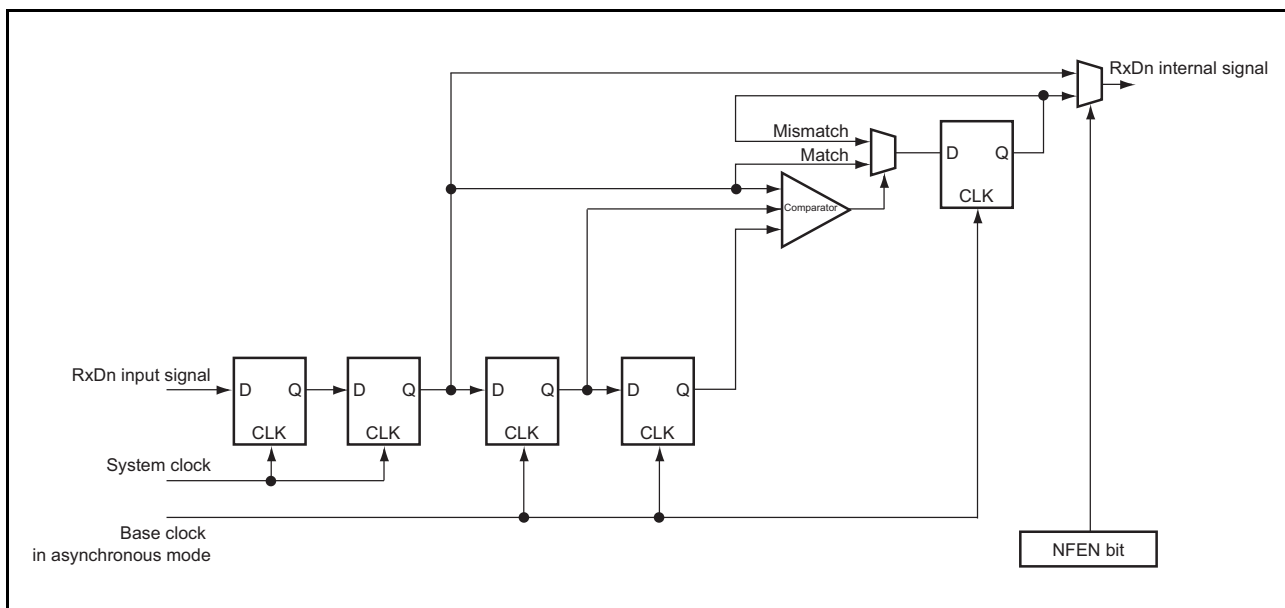 RxDn internal signal
Mismatch
Match
D Q
CLK
Comparator
RxDn input signal
D Q
CLK
D Q
CLK
D Q
CLK
D Q
CLK
System clock
Base clock
in asynchronous mode
NFEN bit